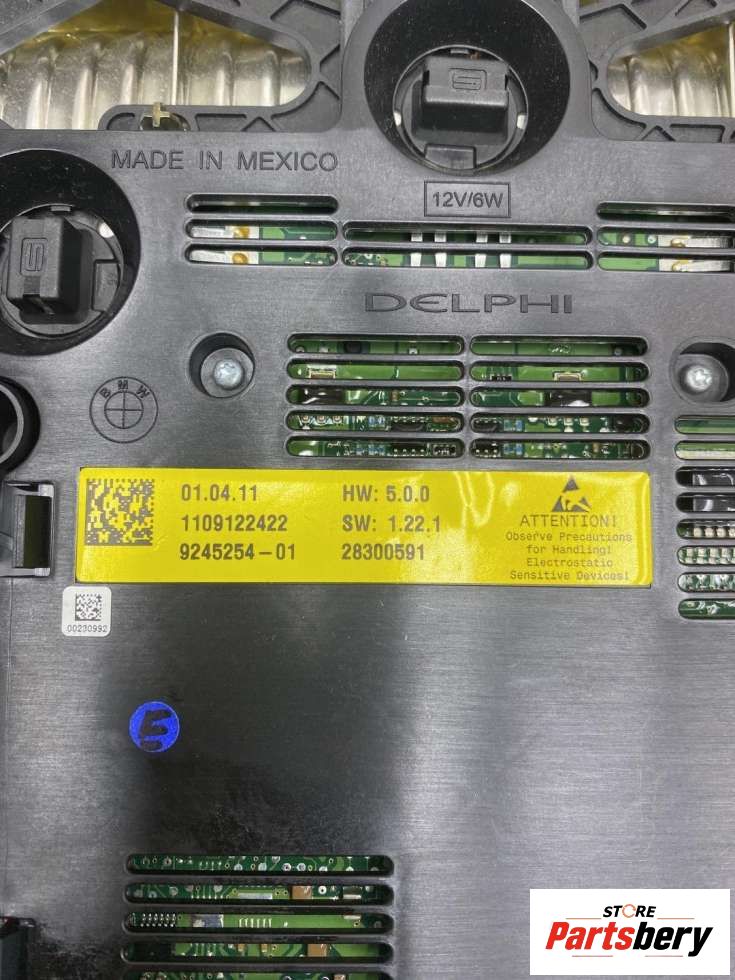 MADE IN MEXICO
12V/6W
DELPHI
BMW
01.04.11 HW: 5.0.0
1109122422 SW: 1.22.1
9245254-01 28300591
ATTENTION!
Observe Precautions
for Handling!
Electrostatic
Sensitive Devices!
00230992
5
STORE
Partsbery